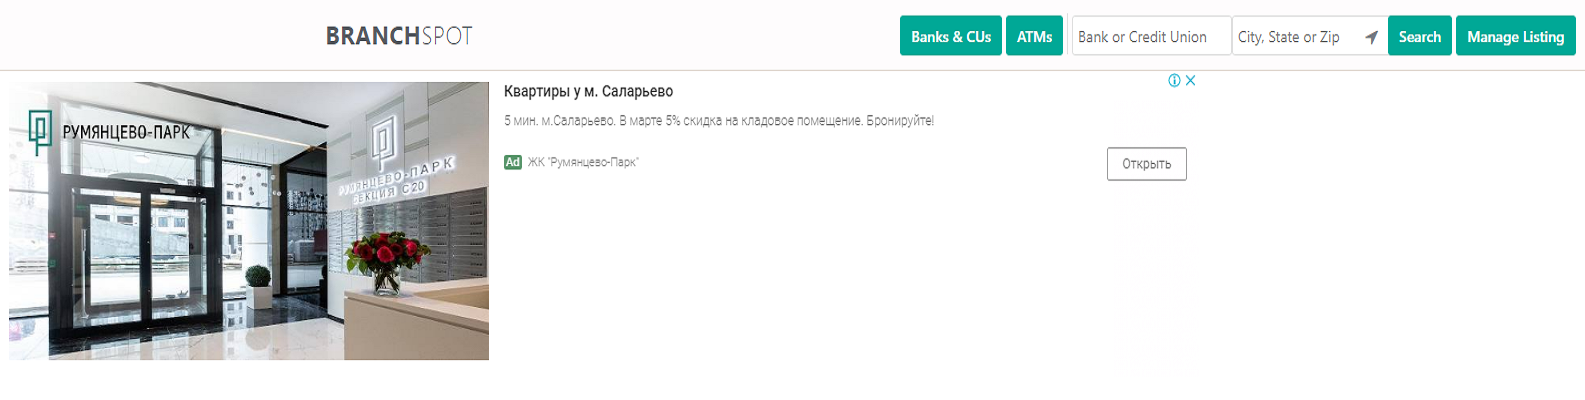 BRANCHSPOT
Banks & CUs
ATMs
Bank or Credit Union
City, State or Zip
Search
Manage Listing
РУМЯНЦЕВО-ПАРК
РУМЯНЦЕВО-ПАРК
СЕКЦИЯ С20
Квартиры у м. Саларьево
5 мин. м.Саларьево. В марте 5% скидка на кладовое помещение. Бронируйте!
Ad ЖК "Румянцево-Парк"
Открыть